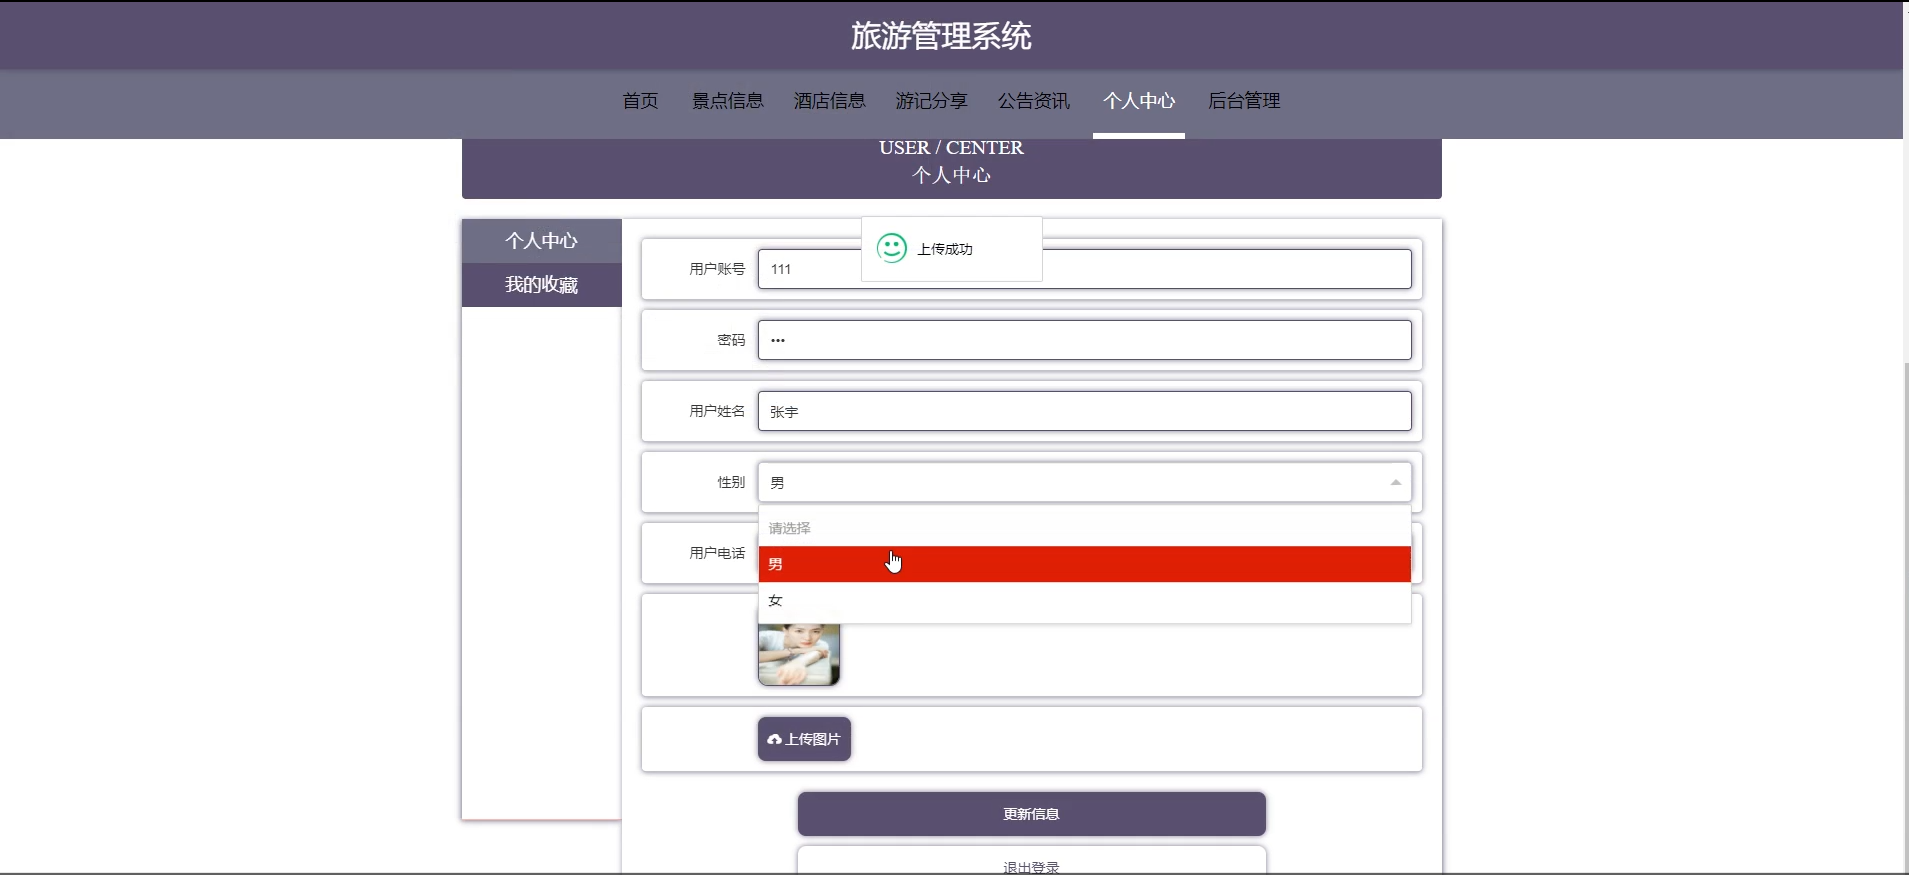 旅游管理系统
首页 景点信息 酒店信息 游记分享 公告资讯 个人中心 后台管理
USER / CENTER
个人中心
个人中心
我的收藏
上传成功
用户账号 111
密码 •••
用户姓名 张宇
性别 男
请选择
用户电话
男
女
上传图片
更新信息
退出登录